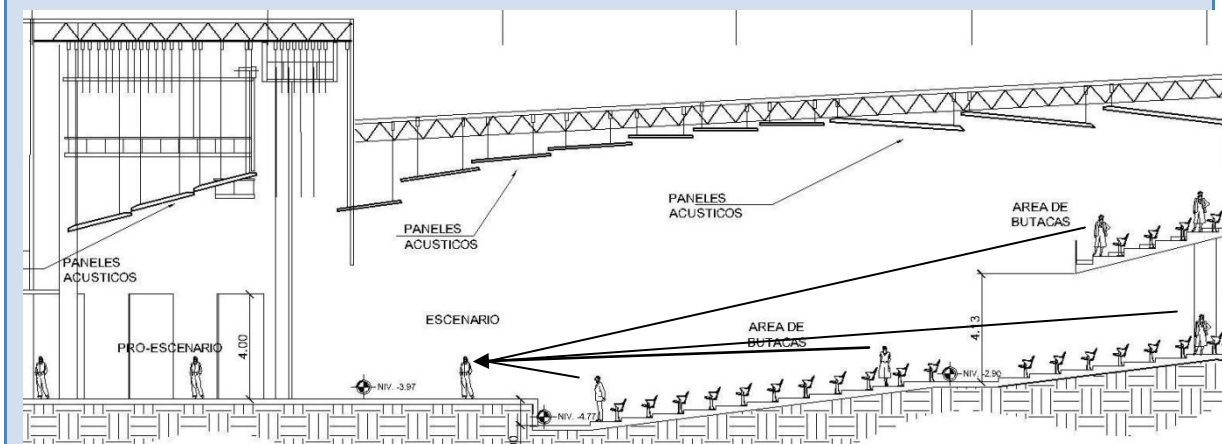 PANELES
ACUSTICOS
PANELES
ACUSTICOS
PANELES
ACUSTICOS
AREA DE
BUTACAS
ESCENARIO
AREA DE
BUTACAS
PRO-ESCENARIO
4.00
4.13
NIV. -3.97
NIV. -2.90
NIV. -4.77